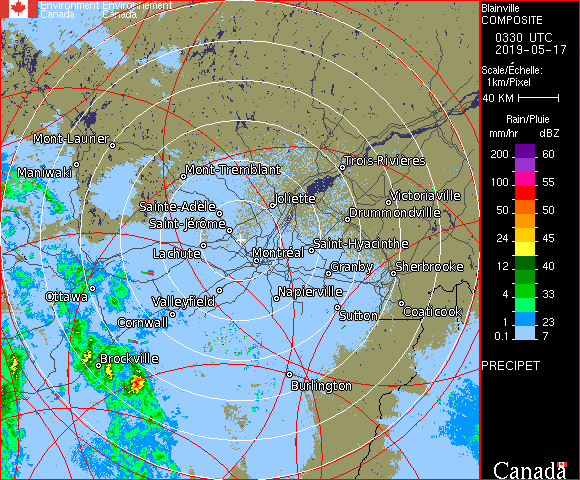 Environment Environnement
Canada Canada
Blainville
COMPOSITE
0330 UTC
2019-05-17
Scale/Échelle:
1km/Pixel
40 KM
Rain/Pluie
mm/hr dBZ
200 60
100 55
50 50
24 45
12 40
4 33
1 23
0.1 7
PRECIPET
Canada
Mont-Laurier
Maniwaki
Mont-Tremblant
Trois-Rivières
Sainte-Adèle
Joliette
Victoriaville
Saint-Jérôme
Drummondville
Lachute
Montréal
Saint-Hyacinthe
Granby
Sherbrooke
Ottawa
Valleyfield
Napierville
Cornwall
Sutton
Coaticook
Brockville
Burlington